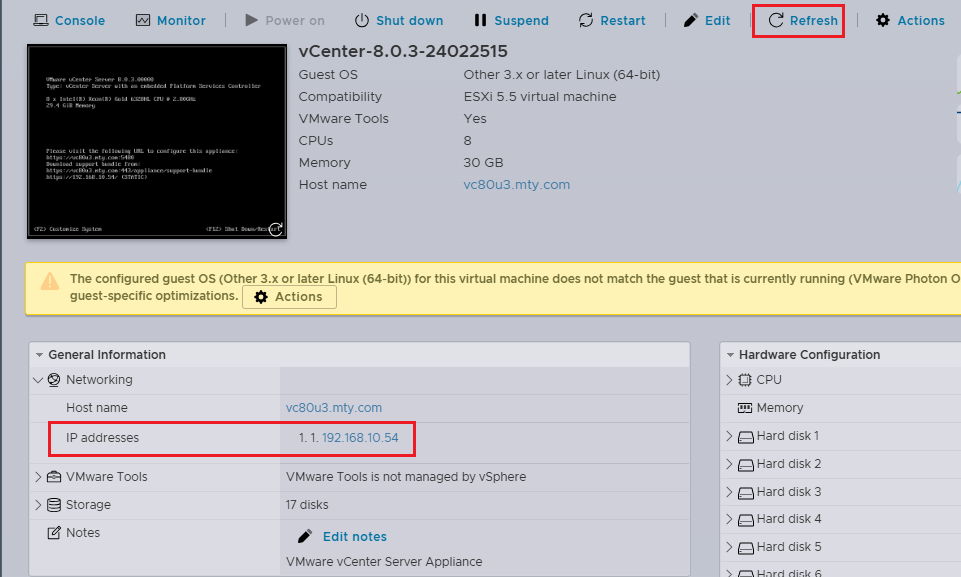 Console Monitor Power on Shut down Suspend Restart Edit Refresh Actions
vCenter-8.0.3-24022515
Guest OS Other 3.x or later Linux (64-bit)
Compatibility ESXi 5.5 virtual machine
VMware Tools Yes
CPUs 8
Memory 30 GB
Host name vc80u3.mty.com
VMware vCenter Server 8.0.3.00000
Type: vCenter Server with an embedded Platform Services Controller
8 x Intel(R) Xeon(R) Gold CPU @ 2.00GHz
29.4 GiB Memory
Please visit the following URL to configure this appliance:
https://vc80u3.mty.com:5480
Download support bundle from:
https://vc80u3.mty.com:443/appliance/support-bundle
https://192.168.10.54/ (STATIC)
<F2> Customize System <F12> Shut Down/Restart
The configured guest OS (Other 3.x or later Linux (64-bit)) for this virtual machine does not match the guest that is currently running (VMware Photon O
guest-specific optimizations. Actions
General Information
Networking
Host name vc80u3.mty.com
IP addresses 1. 1. 192.168.10.54
VMware Tools VMware Tools is not managed by vSphere
Storage 17 disks
Notes Edit notes
VMware vCenter Server Appliance
Hardware Configuration
CPU
Memory
Hard disk 1
Hard disk 2
Hard disk 3
Hard disk 4
Hard disk 5
Hard disk 6